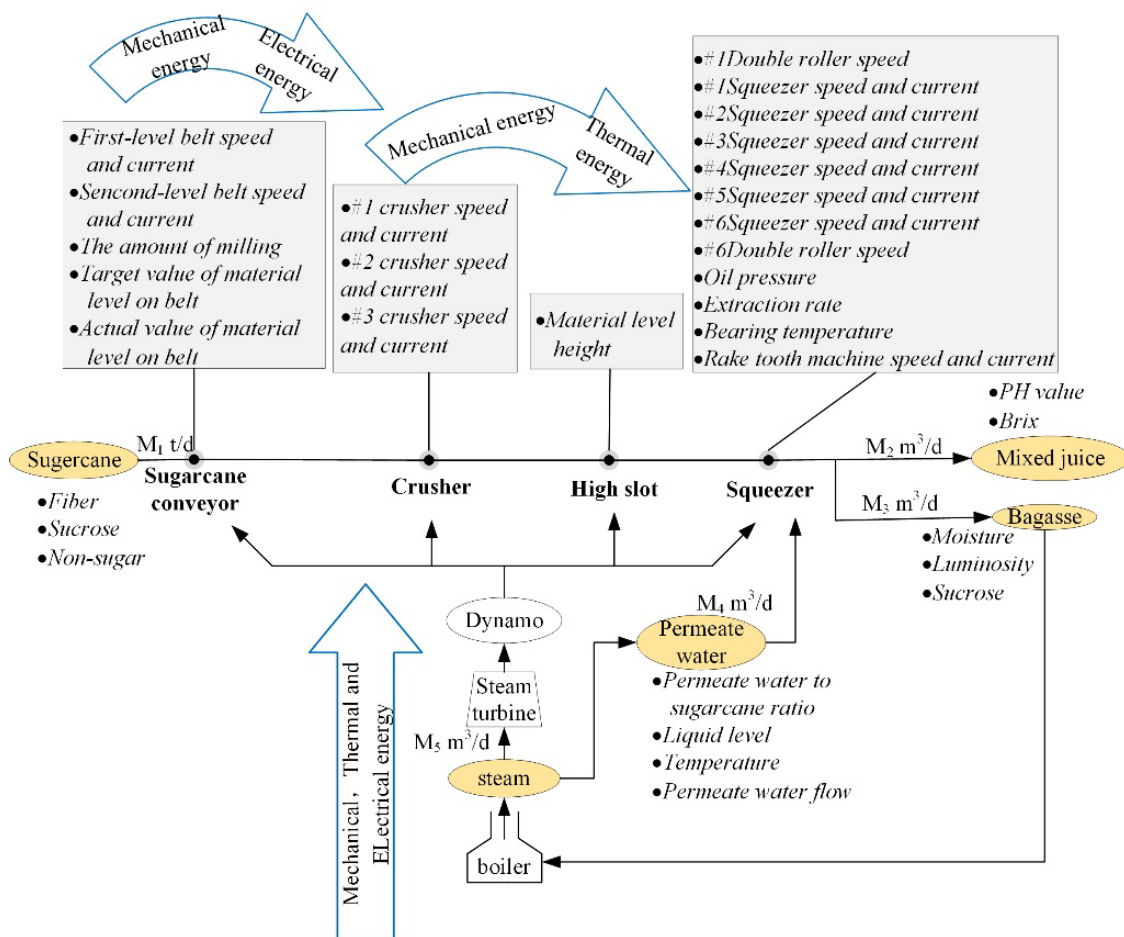 Mechanical energy
Electrical energy
Mechanical energy
Thermal energy
●First-level belt speed
and current
●Sencond-level belt speed
and current
●The amount of milling
●Target value of material
level on belt
●Actual value of material
level on belt
●#1 crusher speed
and current
●#2 crusher speed
and current
●#3 crusher speed
and current
●Material level
height
●#1Double roller speed
●#1Squeezer speed and current
●#2Squeezer speed and current
●#3Squeezer speed and current
●#4Squeezer speed and current
●#5Squeezer speed and current
●#6Squeezer speed and current
●#6Double roller speed
●Oil pressure
●Extraction rate
●Bearing temperature
●Rake tooth machine speed and current
Sugercane
M₁ t/d
●Fiber
●Sucrose
●Non-sugar
Sugarcane
conveyor
Crusher
High slot
Squeezer
M₂ m³/d
●PH value
●Brix
Mixed juice
M₃ m³/d
Bagasse
●Moisture
●Luminosity
●Sucrose
Dynamo
Steam
turbine
M₅ m³/d
steam
boiler
M₄ m³/d
Permeate
water
●Permeate water to
sugarcane ratio
●Liquid level
●Temperature
●Permeate water flow
Mechanical, Thermal and
ELectrical energy